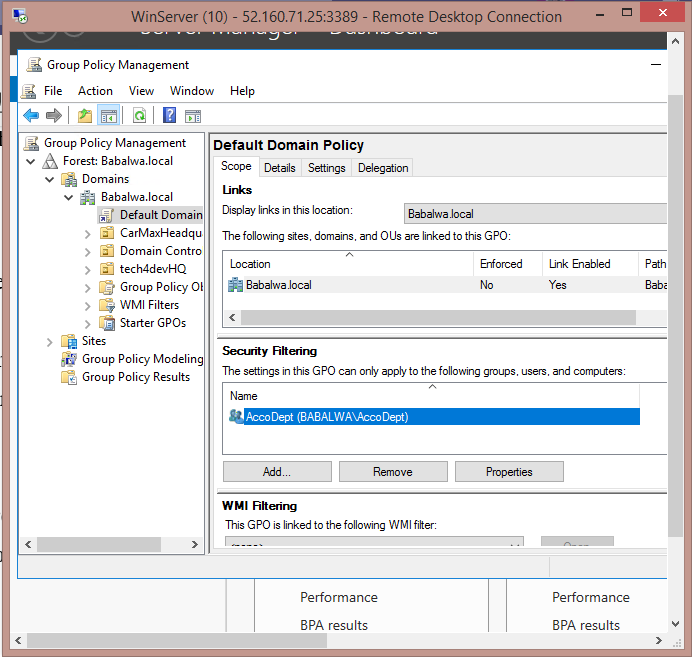 WinServer (10) - 52.160.71.25:3389 - Remote Desktop Connection
Server Manager Dashboard
Group Policy Management
File Action View Window Help
Group Policy Management
Forest: Babalwa.local
Domains
Babalwa.local
Default Domain
CarMaxHeadqu
Domain Contro
tech4devHQ
Group Policy Ob
WMI Filters
Starter GPOs
Sites
Group Policy Modeling
Group Policy Results
Default Domain Policy
Scope Details Settings Delegation
Links
Display links in this location: Babalwa.local
The following sites, domains, and OUs are linked to this GPO:
Location Enforced Link Enabled Path
Babalwa.local No Yes Baba
Security Filtering
The settings in this GPO can only apply to the following groups, users, and computers:
Name
AccoDept (BABALWA\AccoDept)
Add... Remove Properties
WMI Filtering
This GPO is linked to the following WMI filter:
<none> Open
Performance Performance
BPA results BPA results